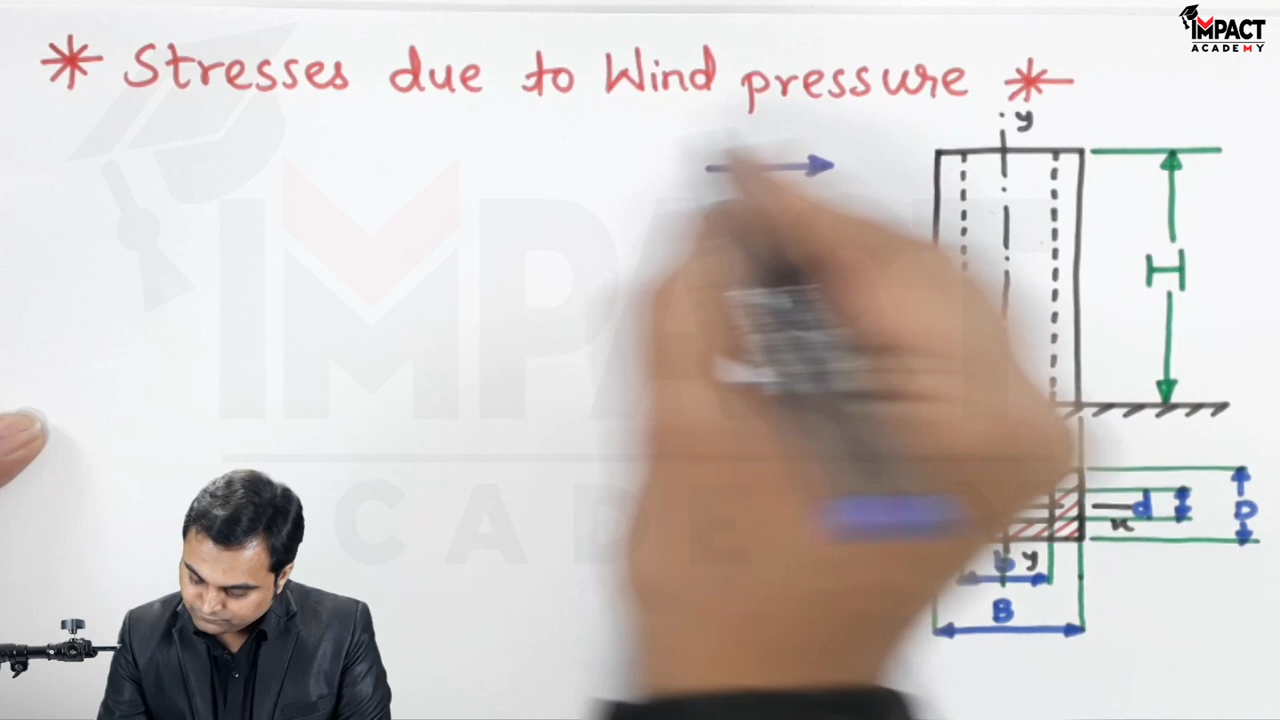 IMPACT
ACADEMY
* Stresses due to Wind pressure *
y
H
d
D
x
b
y
B